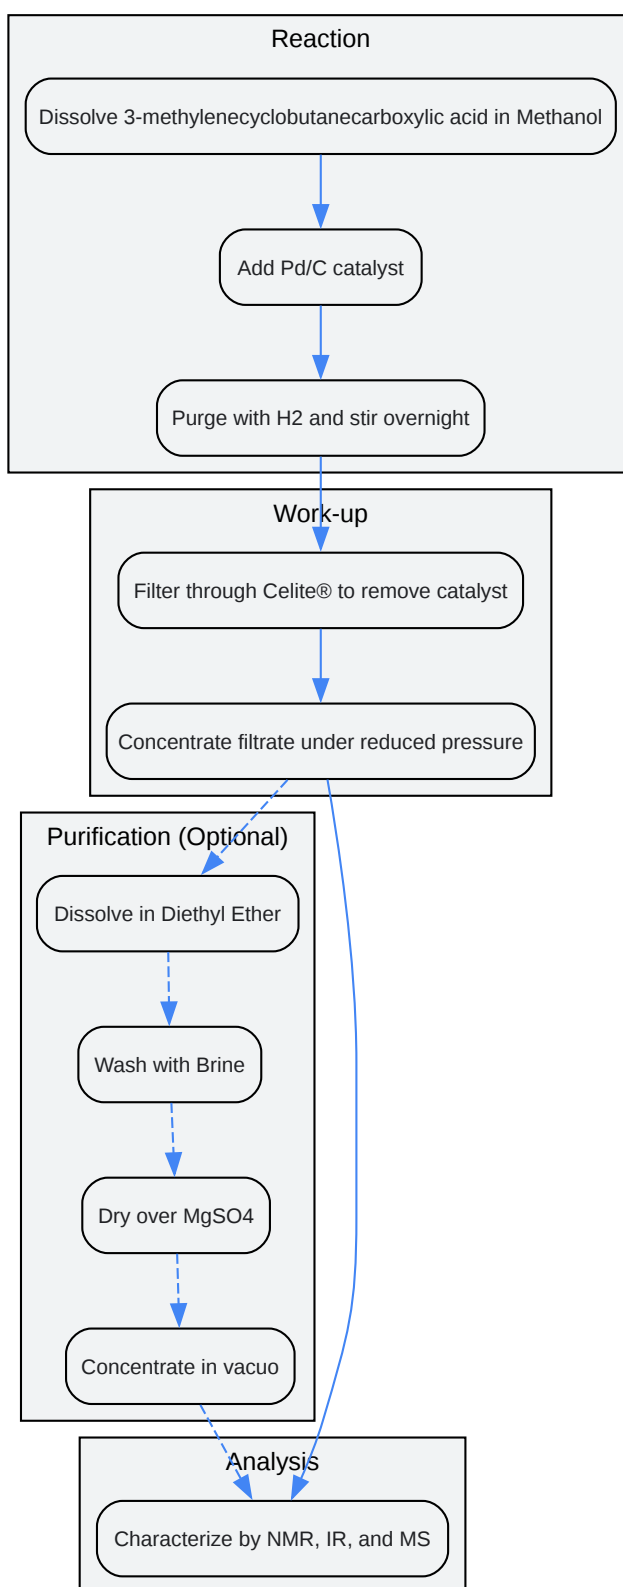 Reaction
Dissolve 3-methylenecyclobutanecarboxylic acid in Methanol
Add Pd/C catalyst
Purge with H2 and stir overnight
Work-up
Filter through Celite® to remove catalyst
Concentrate filtrate under reduced pressure
Purification (Optional)
Dissolve in Diethyl Ether
Wash with Brine
Dry over MgSO4
Concentrate in vacuo
Analysis
Characterize by NMR, IR, and MS